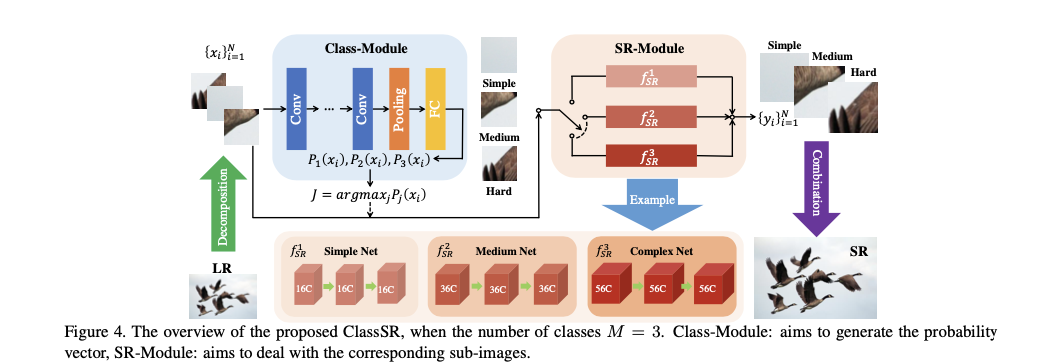 {x_i}_{i=1}^N
Class-Module
Conv
...
Conv
Pooling
FC
P_1(x_i), P_2(x_i), P_3(x_i)
J = argmax_j P_j(x_i)
Simple
Medium
Hard
SR-Module
f_{SR}^1
f_{SR}^2
f_{SR}^3
Simple
Medium
Hard
{y_i}_{i=1}^N
Decomposition
Example
Combination
LR
f_{SR}^1 Simple Net
16C 16C 16C
f_{SR}^2 Medium Net
36C 36C 36C
f_{SR}^3 Complex Net
56C 56C 56C
SR
Figure 4. The overview of the proposed ClassSR, when the number of classes M = 3. Class-Module: aims to generate the probability
vector, SR-Module: aims to deal with the corresponding sub-images.